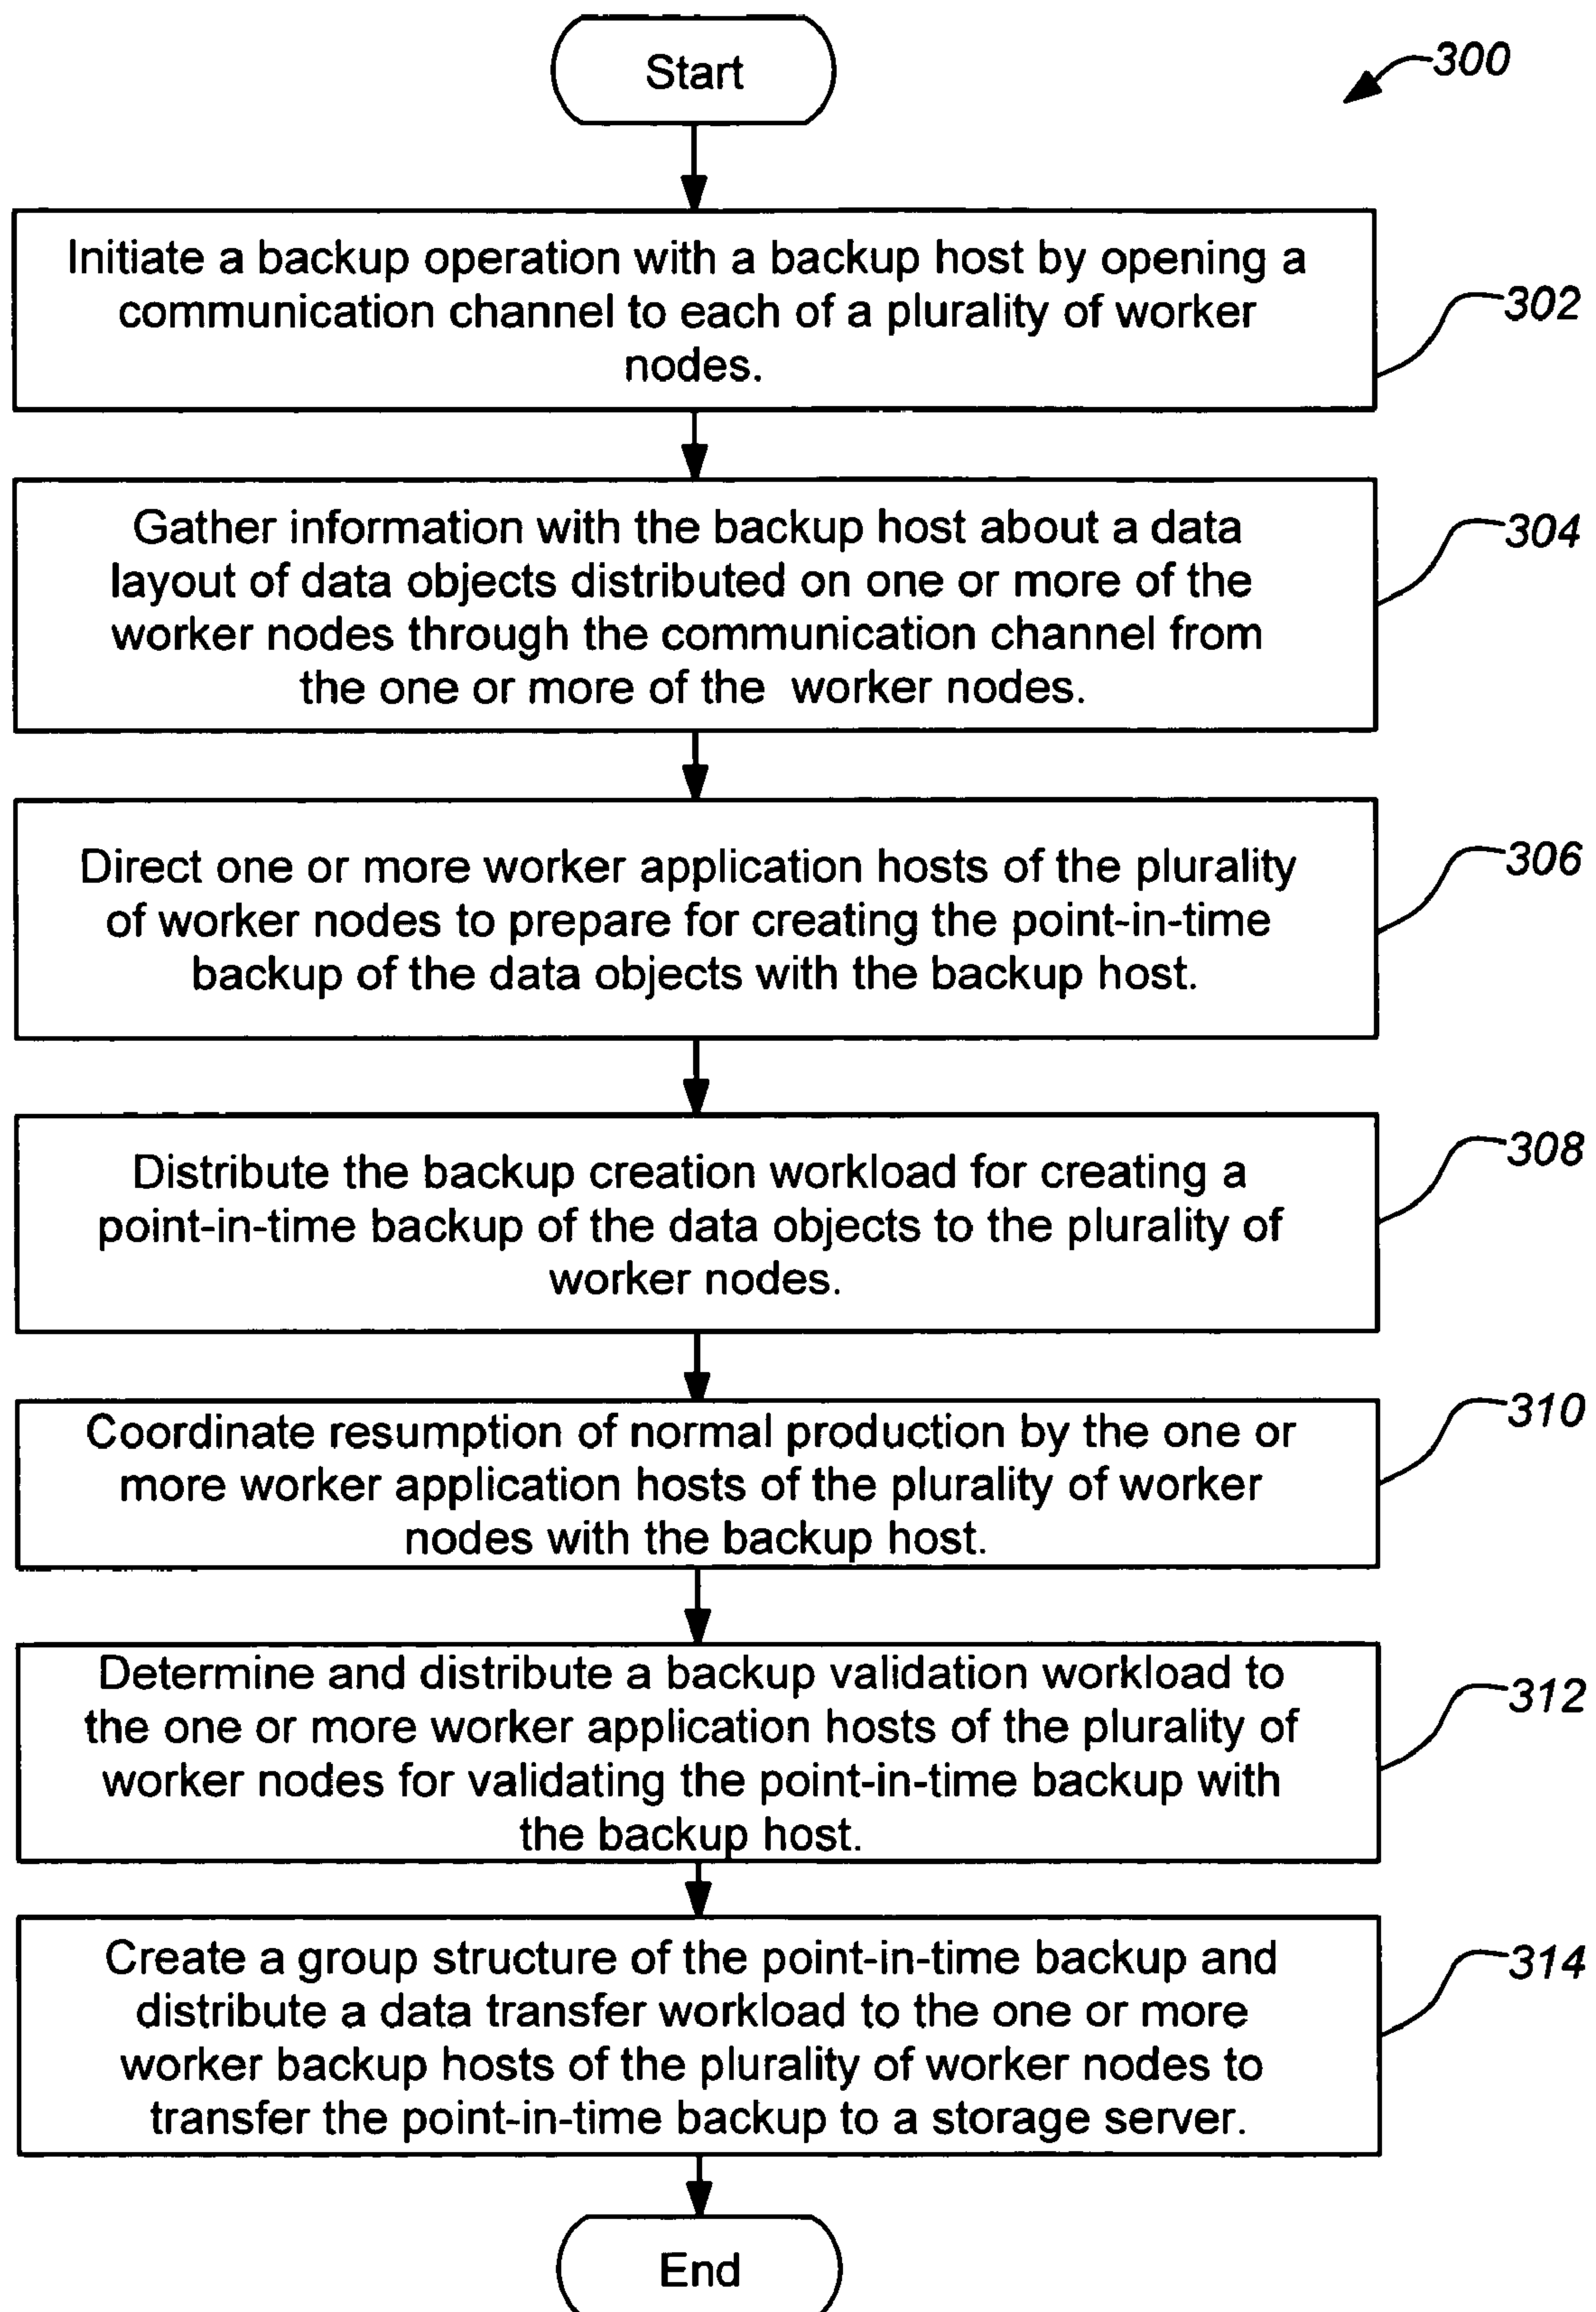 Start
300
Initiate a backup operation with a backup host by opening a
communication channel to each of a plurality of worker
nodes.
302
Gather information with the backup host about a data
layout of data objects distributed on one or more of the
worker nodes through the communication channel from
the one or more of the worker nodes.
304
Direct one or more worker application hosts of the plurality
of worker nodes to prepare for creating the point-in-time
backup of the data objects with the backup host.
306
Distribute the backup creation workload for creating a
point-in-time backup of the data objects to the plurality of
worker nodes.
308
Coordinate resumption of normal production by the one or
more worker application hosts of the plurality of worker
nodes with the backup host.
310
Determine and distribute a backup validation workload to
the one or more worker application hosts of the plurality of
worker nodes for validating the point-in-time backup with
the backup host.
312
Create a group structure of the point-in-time backup and
distribute a data transfer workload to the one or more
worker backup hosts of the plurality of worker nodes to
transfer the point-in-time backup to a storage server.
314
End